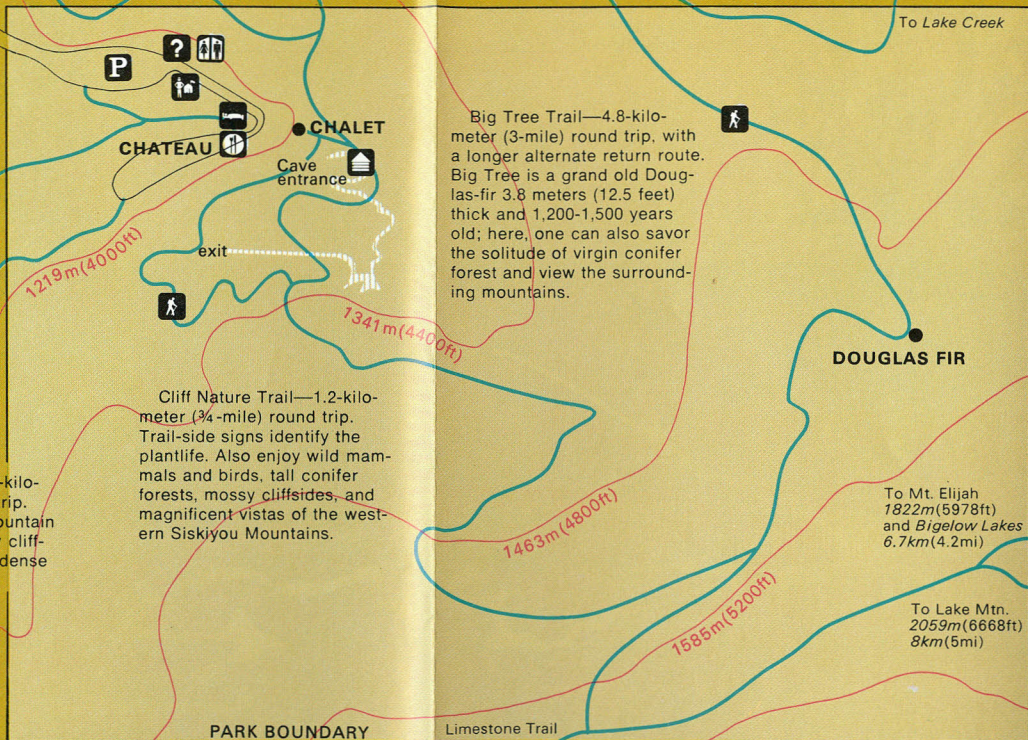 To Lake Creek
?
P
CHATEAU
CHALET
Cave
entrance
exit
1219m(4000ft)
1341m(4400ft)
Big Tree Trail—4.8-kilo-
meter (3-mile) round trip, with
a longer alternate return route.
Big Tree is a grand old Doug-
las-fir 3.8 meters (12.5 feet)
thick and 1,200-1,500 years
old; here, one can also savor
the solitude of virgin conifer
forest and view the surround-
ing mountains.
DOUGLAS FIR
Cliff Nature Trail—1.2-kilo-
meter (¾-mile) round trip.
Trail-side signs identify the
plantlife. Also enjoy wild mam-
mals and birds, tall conifer
forests, mossy cliffsides, and
magnificent vistas of the west-
ern Siskiyou Mountains.
-kilo-
rip.
ountain
cliff-
dense
1463m(4800ft)
1585m(5200ft)
To Mt. Elijah
1822m(5978ft)
and Bigelow Lakes
6.7km(4.2mi)
To Lake Mtn.
2059m(6668ft)
8km(5mi)
PARK BOUNDARY
Limestone Trail